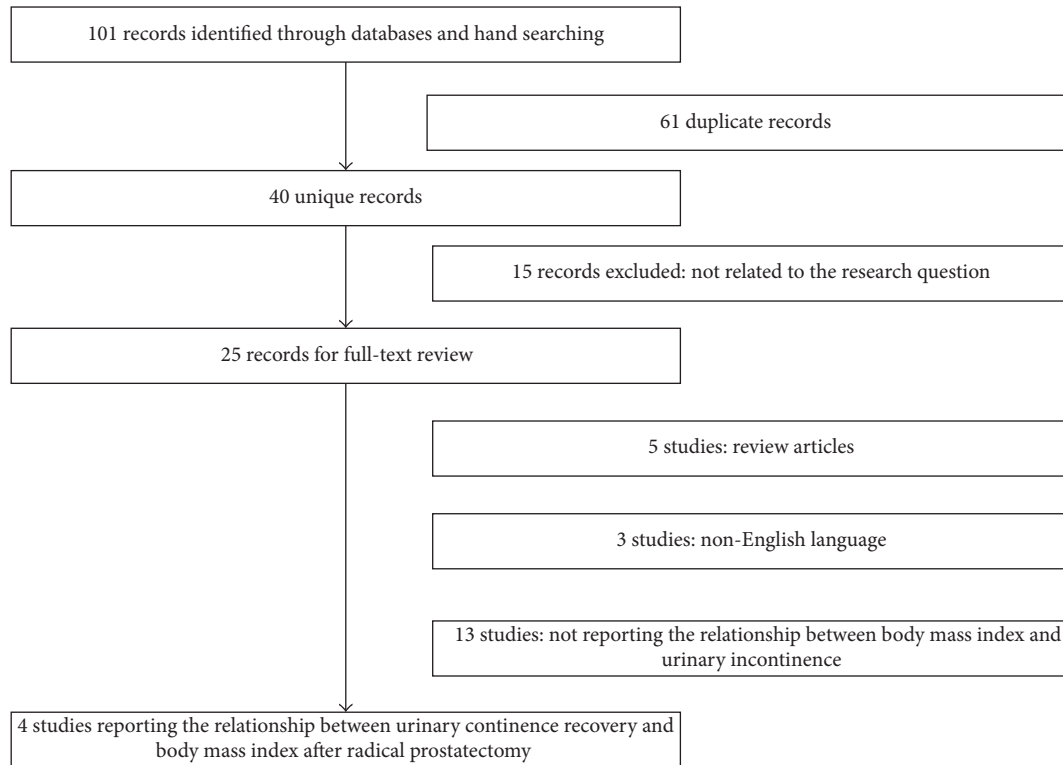 101 records identified through databases and hand searching
61 duplicate records
40 unique records
15 records excluded: not related to the research question
25 records for full-text review
5 studies: review articles
3 studies: non-English language
13 studies: not reporting the relationship between body mass index and
urinary incontinence
4 studies reporting the relationship between urinary continence recovery and
body mass index after radical prostatectomy